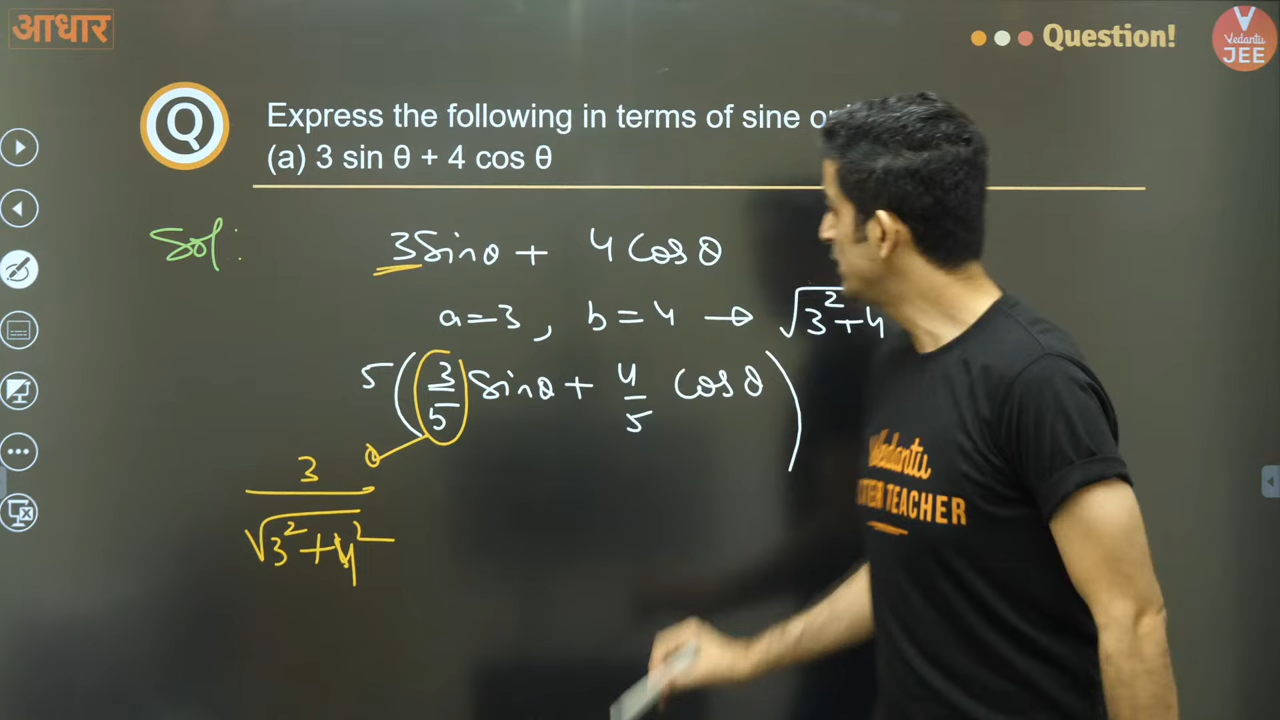 आधार
Question!
Vedantu
JEE
Q
Express the following in terms of sine
(a) 3 sin θ + 4 cos θ
Sol:
3 Sin θ + 4 Cos θ
a=3, b=4 → √3²+4
5(3/5 Sin θ + 4/5 Cos θ)
3
√3²+4²
Vedantu
TEACHER